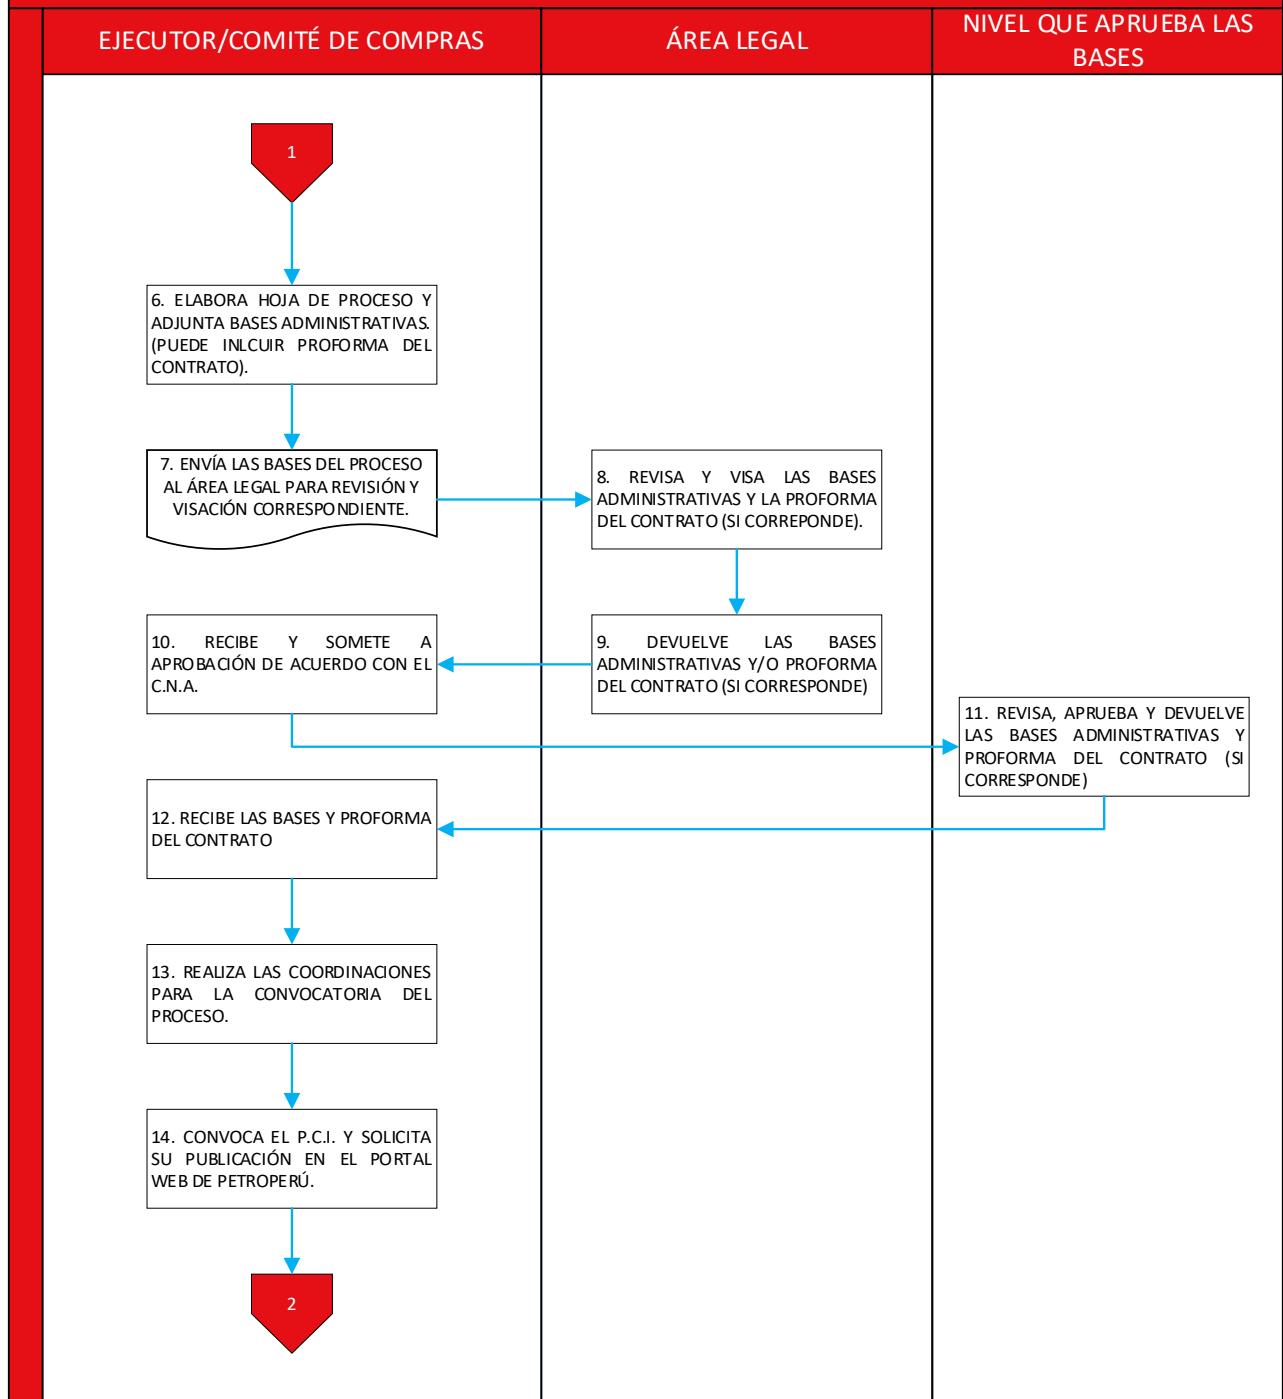 EJECUTOR/COMITÉ DE COMPRAS
ÁREA LEGAL
NIVEL QUE APRUEBA LAS
BASES
1
6. ELABORA HOJA DE PROCESO Y
ADJUNTA BASES ADMINISTRATIVAS.
(PUEDE INLCUIR PROFORMA DEL
CONTRATO).
7. ENVÍA LAS BASES DEL PROCESO
AL ÁREA LEGAL PARA REVISIÓN Y
VISACIÓN CORRESPONDIENTE.
8. REVISA Y VISA LAS BASES
ADMINISTRATIVAS Y LA PROFORMA
DEL CONTRATO (SI CORREPONDE).
9. DEVUELVE LAS BASES
ADMINISTRATIVAS Y/O PROFORMA
DEL CONTRATO (SI CORRESPONDE)
10. RECIBE Y SOMETE A
APROBACIÓN DE ACUERDO CON EL
C.N.A.
11. REVISA, APRUEBA Y DEVUELVE
LAS BASES ADMINISTRATIVAS Y
PROFORMA DEL CONTRATO (SI
CORRESPONDE)
12. RECIBE LAS BASES Y PROFORMA
DEL CONTRATO
13. REALIZA LAS COORDINACIONES
PARA LA CONVOCATORIA DEL
PROCESO.
14. CONVOCA EL P.C.I. Y SOLICITA
SU PUBLICACIÓN EN EL PORTAL
WEB DE PETROPERÚ.
2